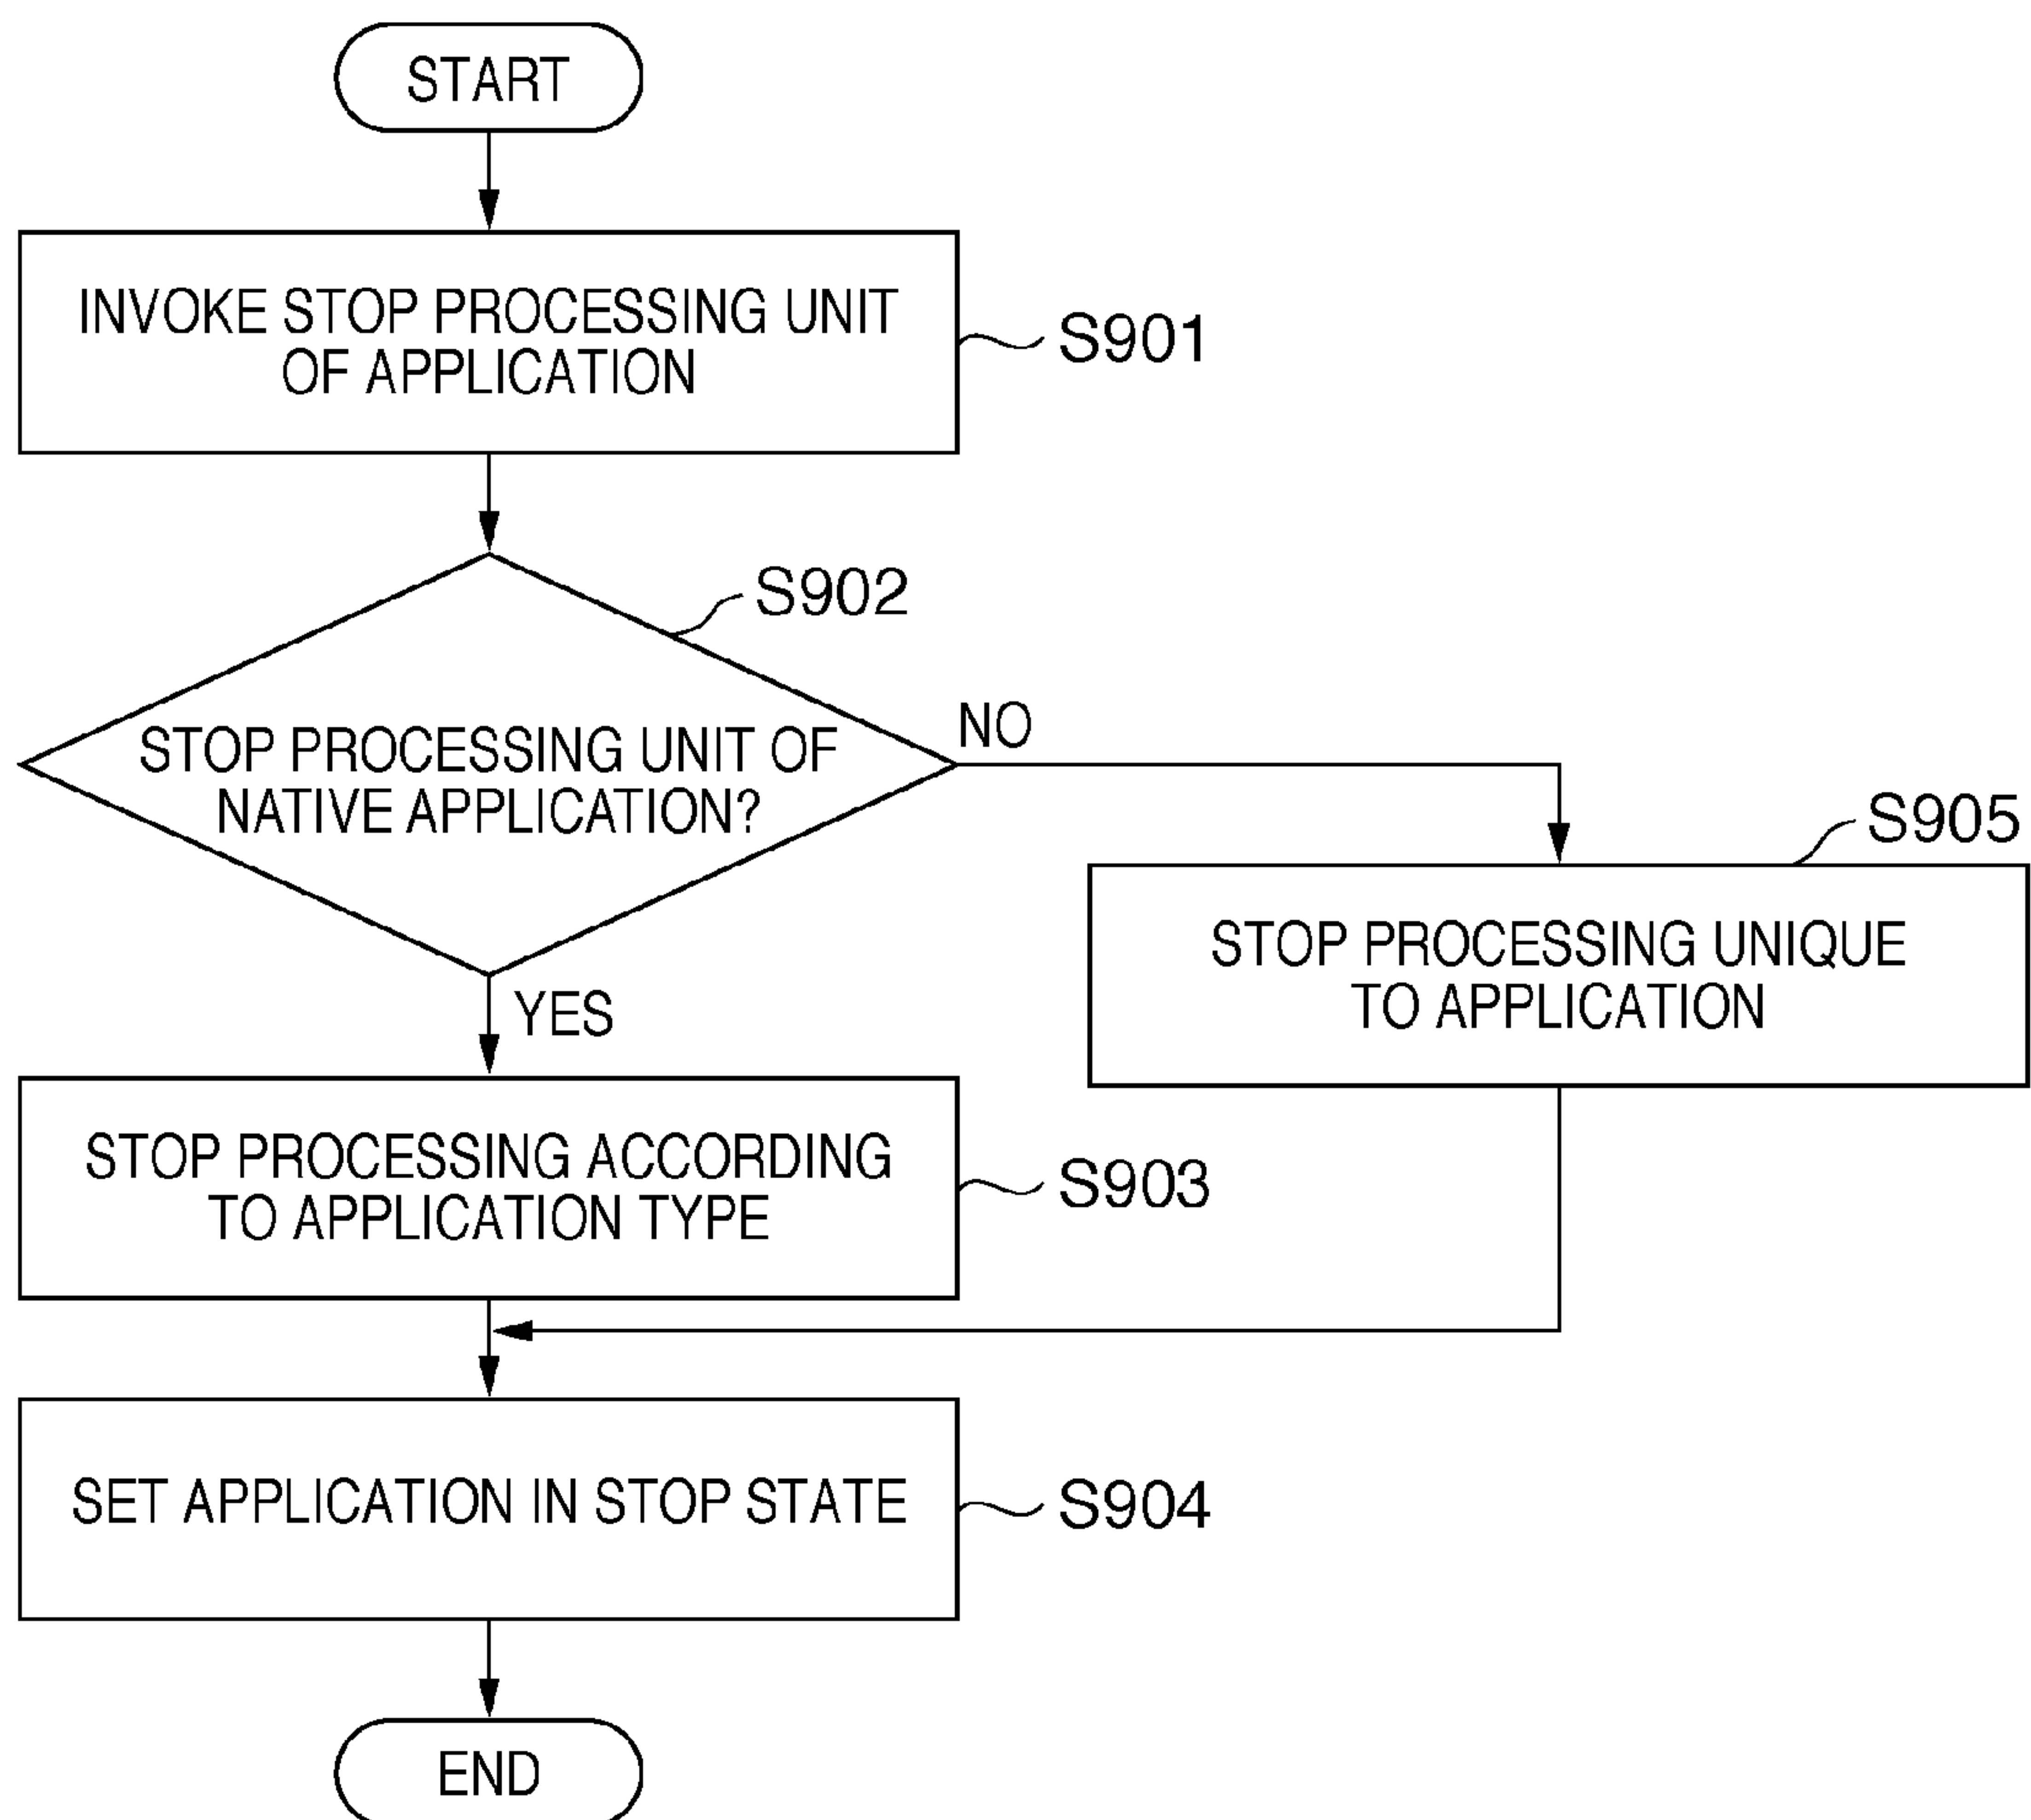 START
INVOKE STOP PROCESSING UNIT
OF APPLICATION
S901
S902
STOP PROCESSING UNIT OF
NATIVE APPLICATION?
NO
YES
S905
STOP PROCESSING UNIQUE
TO APPLICATION
STOP PROCESSING ACCORDING
TO APPLICATION TYPE
S903
SET APPLICATION IN STOP STATE
S904
END